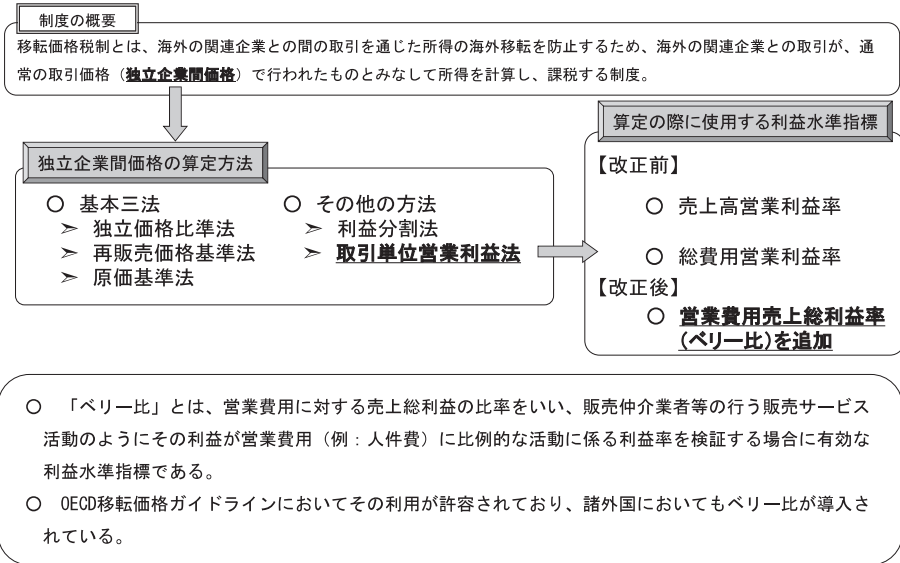 制度の概要
移転価格税制とは、海外の関連企業との間の取引を通じた所得の海外移転を防止するため、海外の関連企業との取引が、通
常の取引価格（独立企業間価格）で行われたものとみなして所得を計算し、課税する制度。
独立企業間価格の算定方法
○ 基本三法
➢ 独立価格比準法
➢ 再販売価格基準法
➢ 原価基準法
○ その他の方法
➢ 利益分割法
➢ 取引単位営業利益法
算定の際に使用する利益水準指標
【改正前】
○ 売上高営業利益率
○ 総費用営業利益率
【改正後】
○ 営業費用売上総利益率
（ベリー比）を追加
○ 「ベリー比」とは、営業費用に対する売上総利益の比率をいい、販売仲介業者等の行う販売サービス
活動のようにその利益が営業費用（例：人件費）に比例的な活動に係る利益率を検証する場合に有効な
利益水準指標である。
○ OECD移転価格ガイドラインにおいてその利用が許容されており、諸外国においてもベリー比が導入さ
れている。